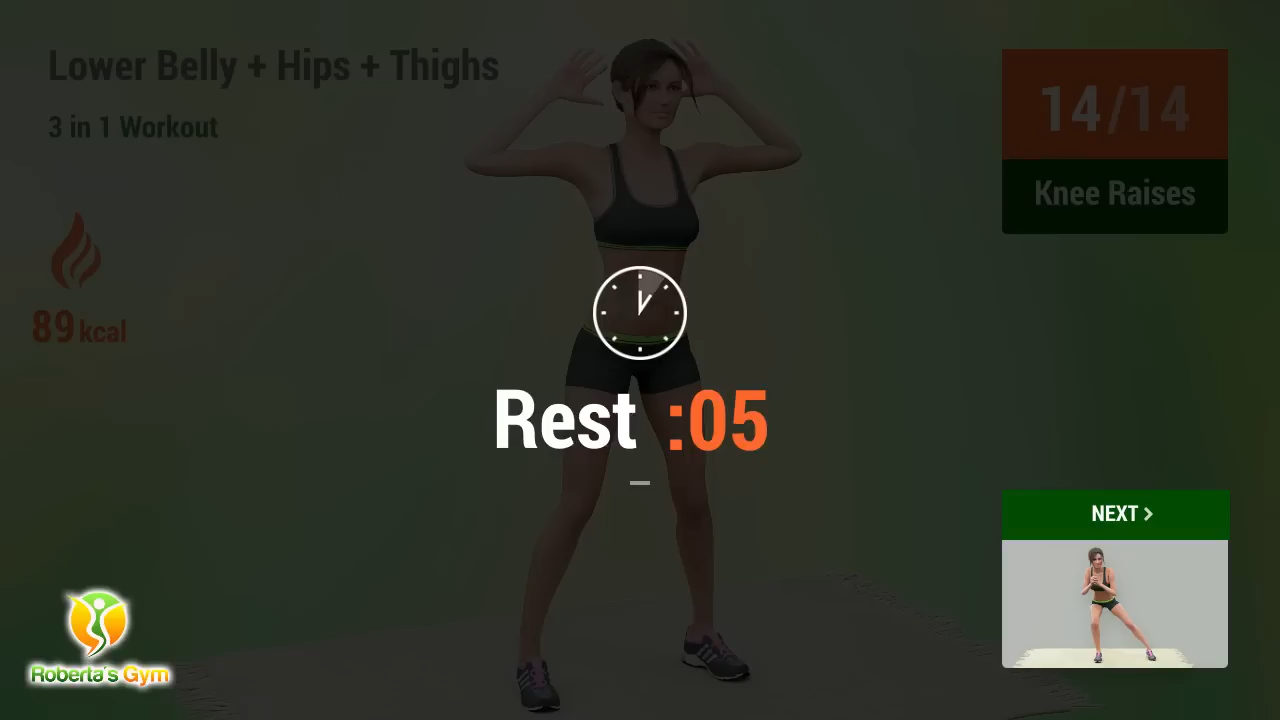 Lower Belly + Hips + Thighs
3 in 1 Workout
14/14
Knee Raises
89 kcal
Rest :05
NEXT >
Roberta's Gym